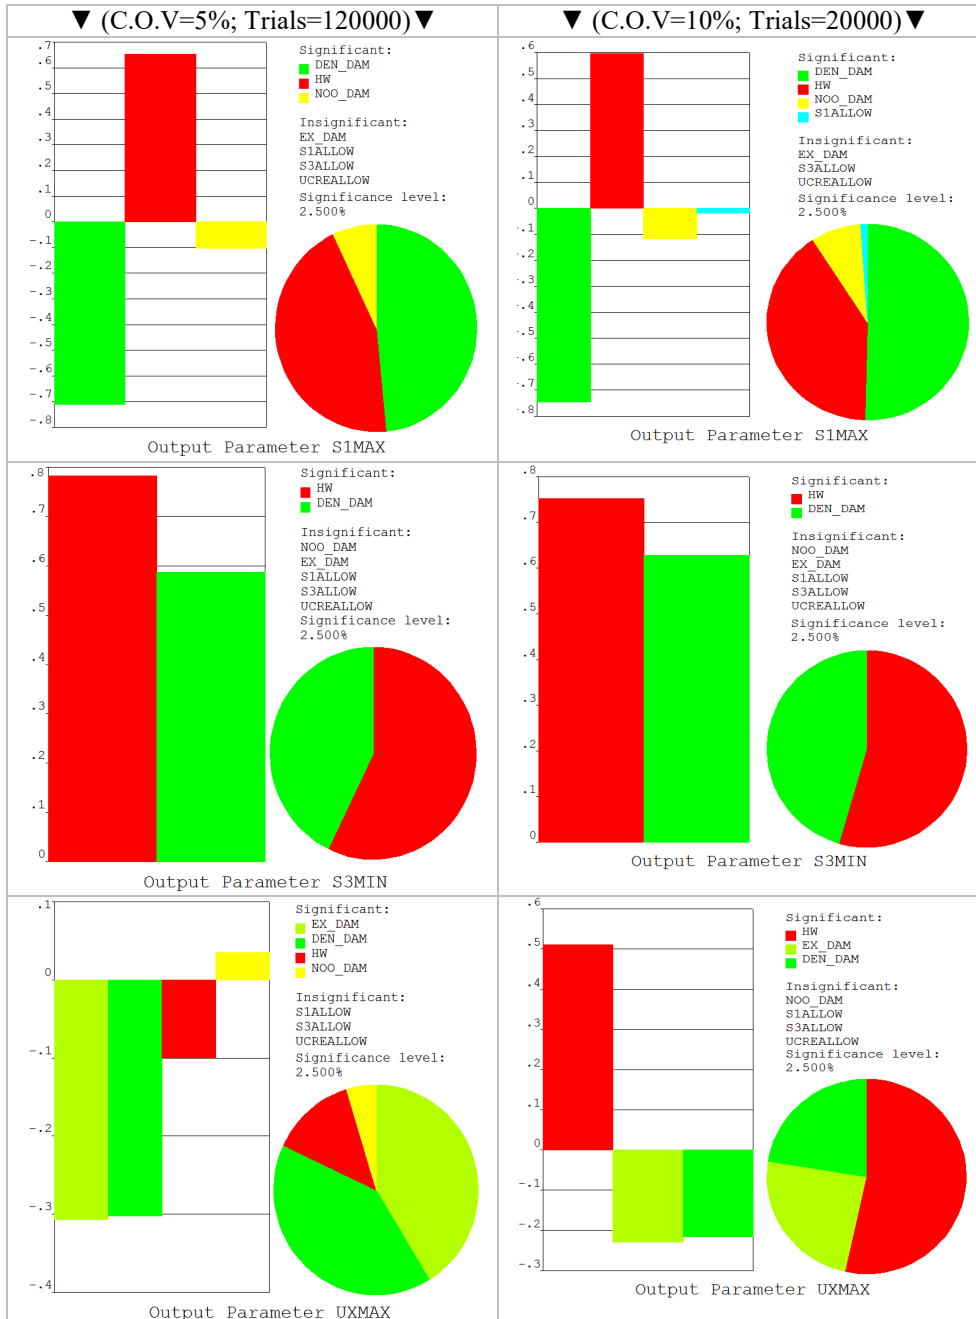 ▼ (C.O.V=5%; Trials=120000)▼
▼ (C.O.V=10%; Trials=20000)▼
.7
.6
.5
.4
.3
.2
.1
0
-.1
-.2
-.3
-.4
-.5
-.6
-.7
-.8
Significant:
DEN_DAM
HW
NOO_DAM
Insignificant:
EX_DAM
S1ALLOW
S3ALLOW
UCREALLOW
Significance level:
2.500%
Output Parameter S1MAX
.6
.5
.4
.3
.2
.1
0
-.1
-.2
-.3
-.4
-.5
-.6
-.7
-.8
Significant:
DEN_DAM
HW
NOO_DAM
S1ALLOW
Insignificant:
EX_DAM
S3ALLOW
UCREALLOW
Significance level:
2.500%
Output Parameter S1MAX
.8
.7
.6
.5
.4
.3
.2
.1
0
Significant:
HW
DEN_DAM
Insignificant:
NOO_DAM
EX_DAM
S1ALLOW
S3ALLOW
UCREALLOW
Significance level:
2.500%
Output Parameter S3MIN
.8
.7
.6
.5
.4
.3
.2
.1
0
Significant:
HW
DEN_DAM
Insignificant:
NOO_DAM
EX_DAM
S1ALLOW
S3ALLOW
UCREALLOW
Significance level:
2.500%
Output Parameter S3MIN
.1
0
-.1
-.2
-.3
-.4
Significant:
EX_DAM
DEN_DAM
HW
NOO_DAM
Insignificant:
S1ALLOW
S3ALLOW
UCREALLOW
Significance level:
2.500%
Output Parameter UXMAX
.6
.5
.4
.3
.2
.1
0
-.1
-.2
-.3
Significant:
HW
EX_DAM
DEN_DAM
Insignificant:
NOO_DAM
S1ALLOW
S3ALLOW
UCREALLOW
Significance level:
2.500%
Output Parameter UXMAX